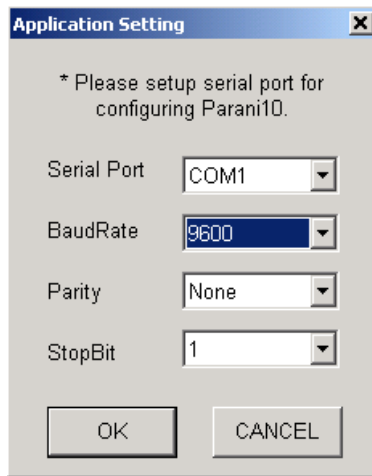 Application Setting
* Please setup serial port for
configuring Parani10.
Serial Port COM1
BaudRate 9600
Parity None
StopBit 1
OK CANCEL